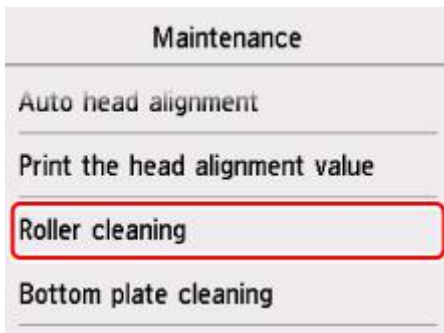 Maintenance
Auto head alignment
Print the head alignment value
Roller cleaning
Bottom plate cleaning